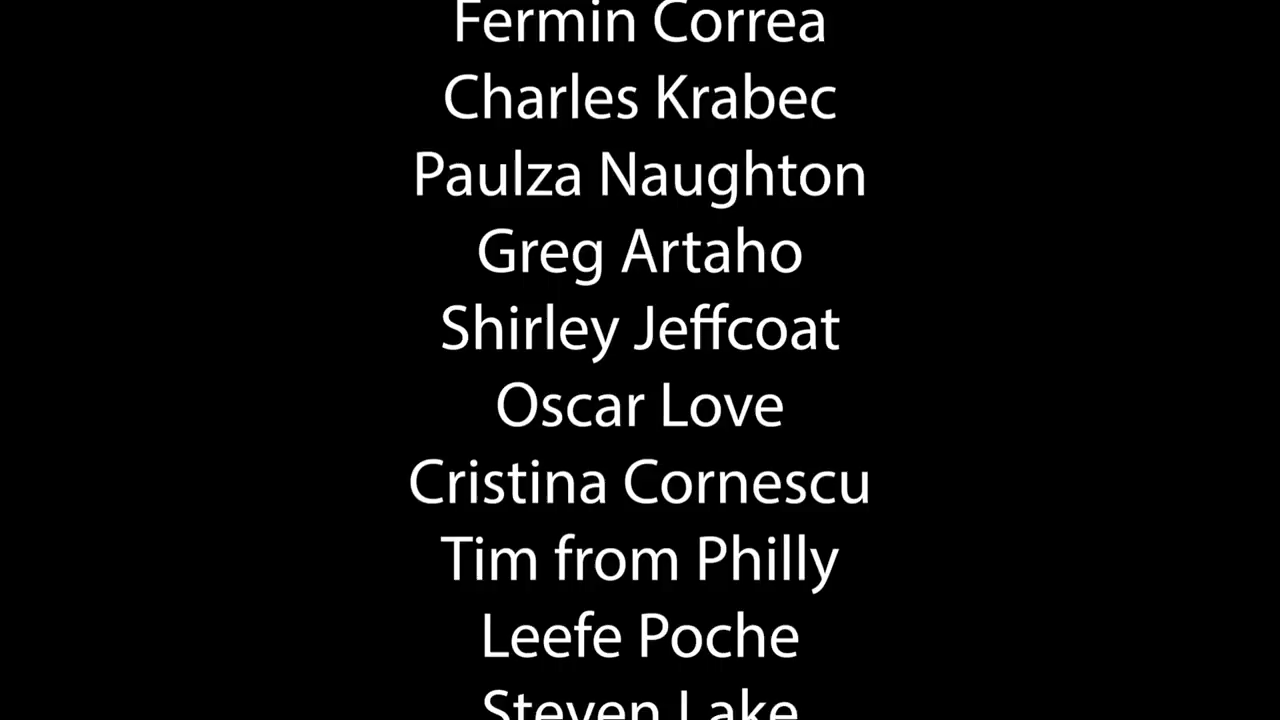 Fermin Correa
Charles Krabec
Paulza Naughton
Greg Artaho
Shirley Jeffcoat
Oscar Love
Cristina Cornescu
Tim from Philly
Leefe Poche
Steven Lake